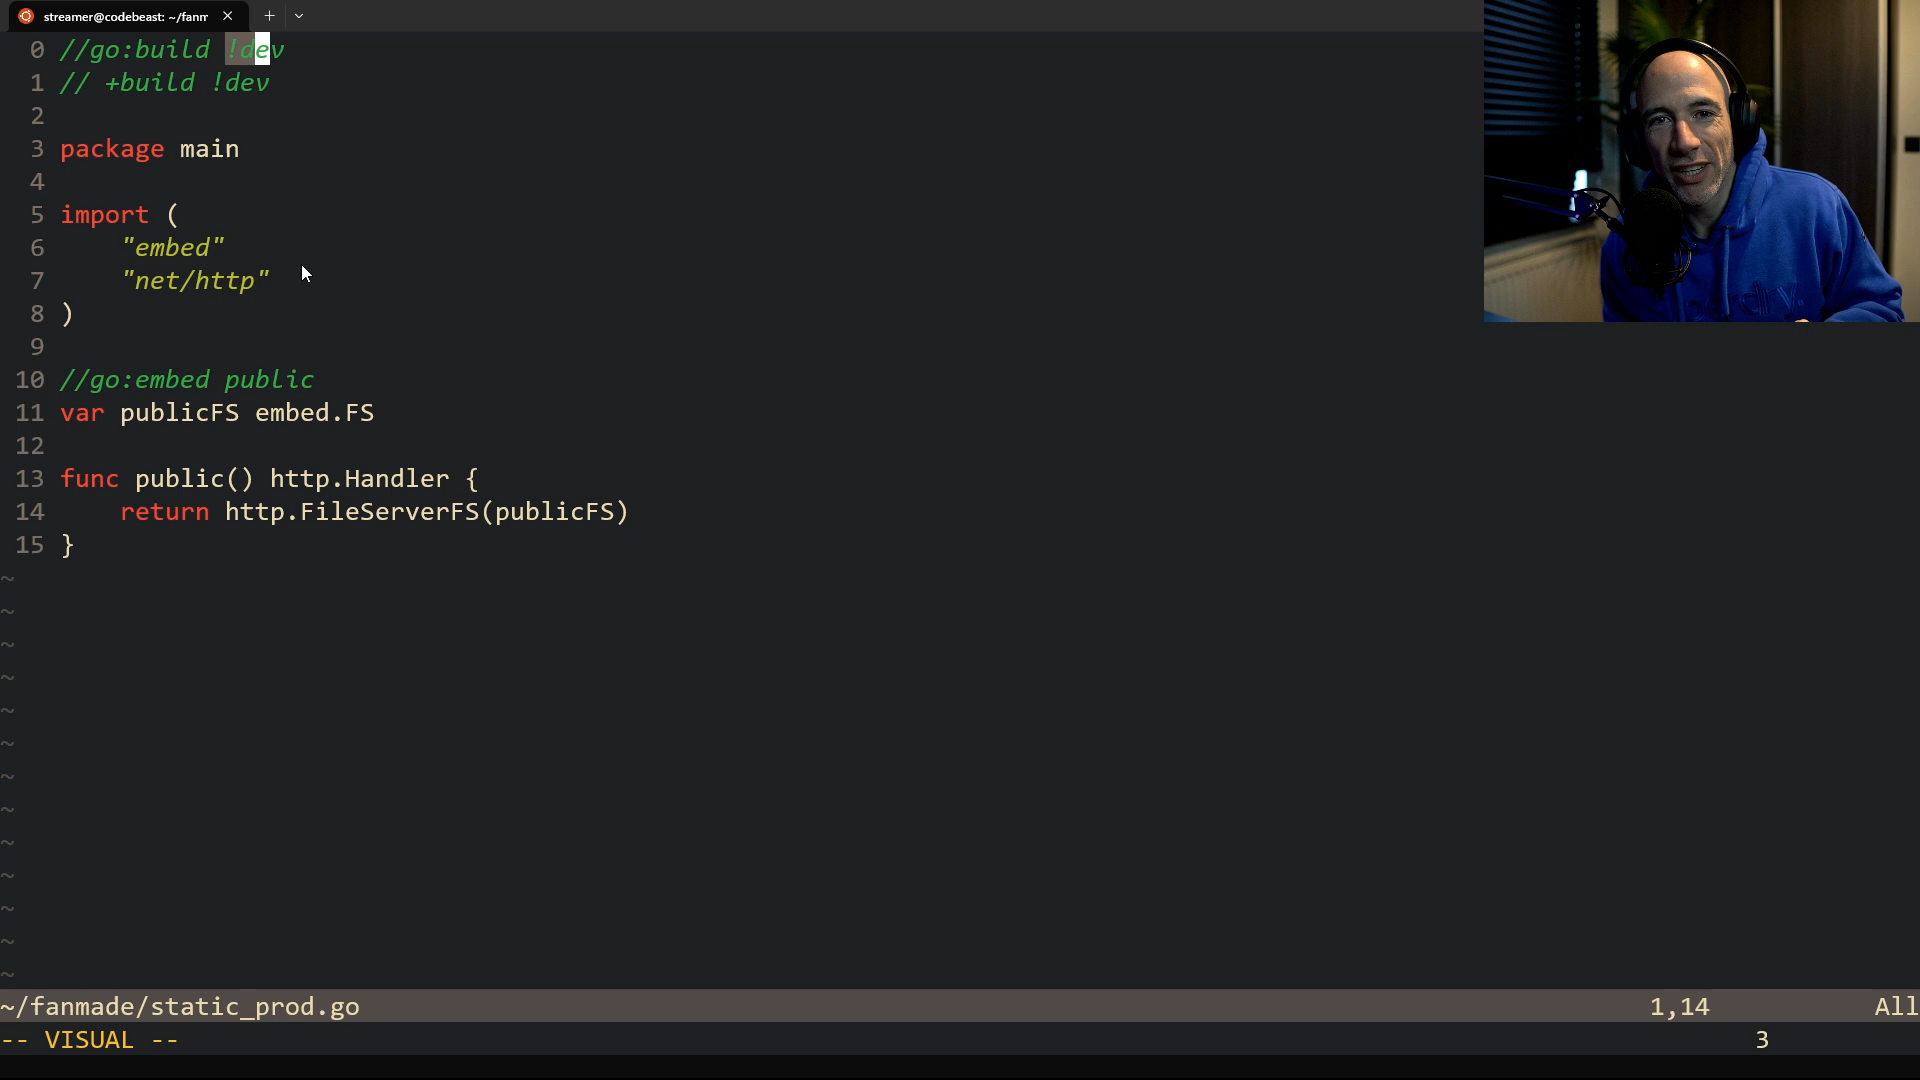 streamer@codebeast: ~/fanm
0 //go:build !dev
1 // +build !dev
2
3 package main
4
5 import (
6 "embed"
7 "net/http"
8 )
9
10 //go:embed public
11 var publicFS embed.FS
12
13 func public() http.Handler {
14 return http.FileServerFS(publicFS)
15 }
~
~
~
~
~
~
~
~
~
~
~
~
~
~/fanmade/static_prod.go 1,14 All
-- VISUAL -- 3